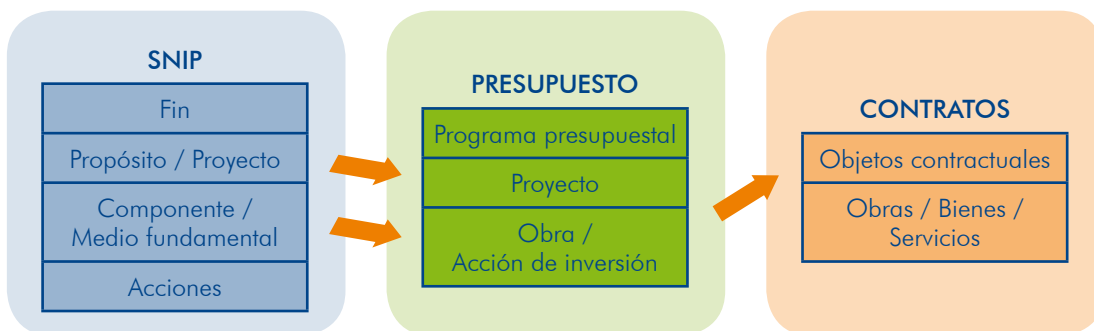 SNIP
Fin
Propósito / Proyecto
Componente /
Medio fundamental
Acciones
PRESUPUESTO
Programa presupuestal
Proyecto
Obra /
Acción de inversión
CONTRATOS
Objetos contractuales
Obras / Bienes /
Servicios